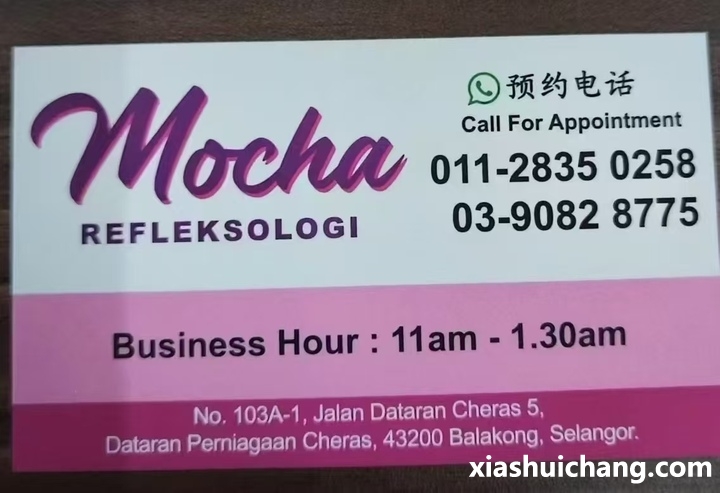 Mocha
REFLEKSOLOGI
预约电话
Call For Appointment
011-2835 0258
03-9082 8775
Business Hour : 11am - 1.30am
No. 103A-1, Jalan Dataran Cheras 5,
Dataran Perniagaan Cheras, 43200 Balakong, Selangor.
xiashuichang.com